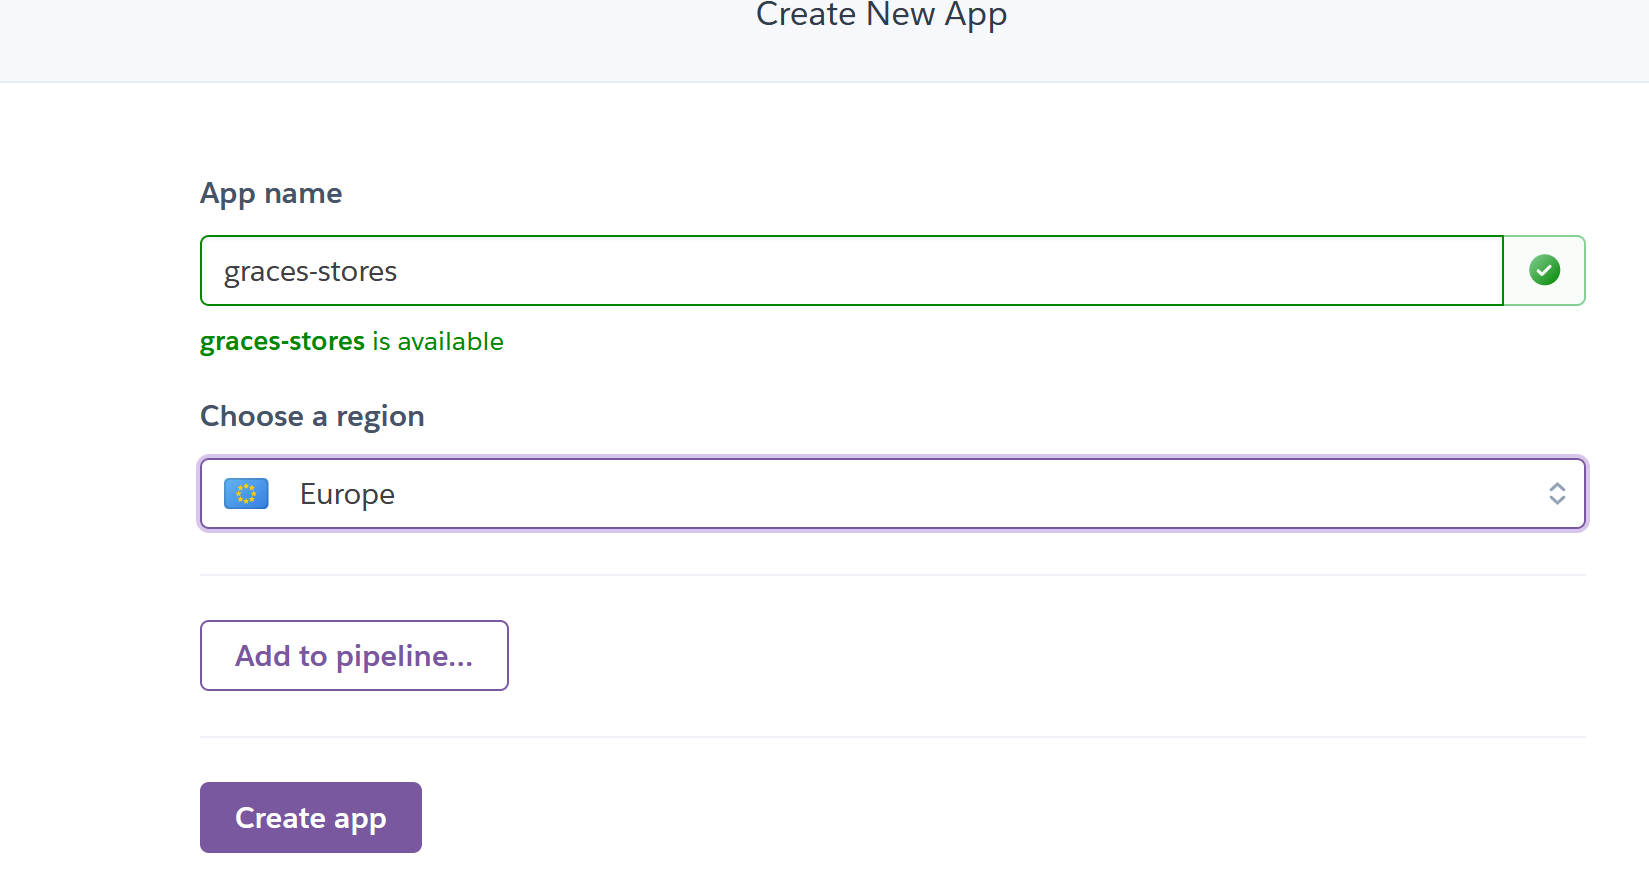 Create New App
App name
graces-stores
graces-stores is available
Choose a region
Europe
Add to pipeline...
Create app